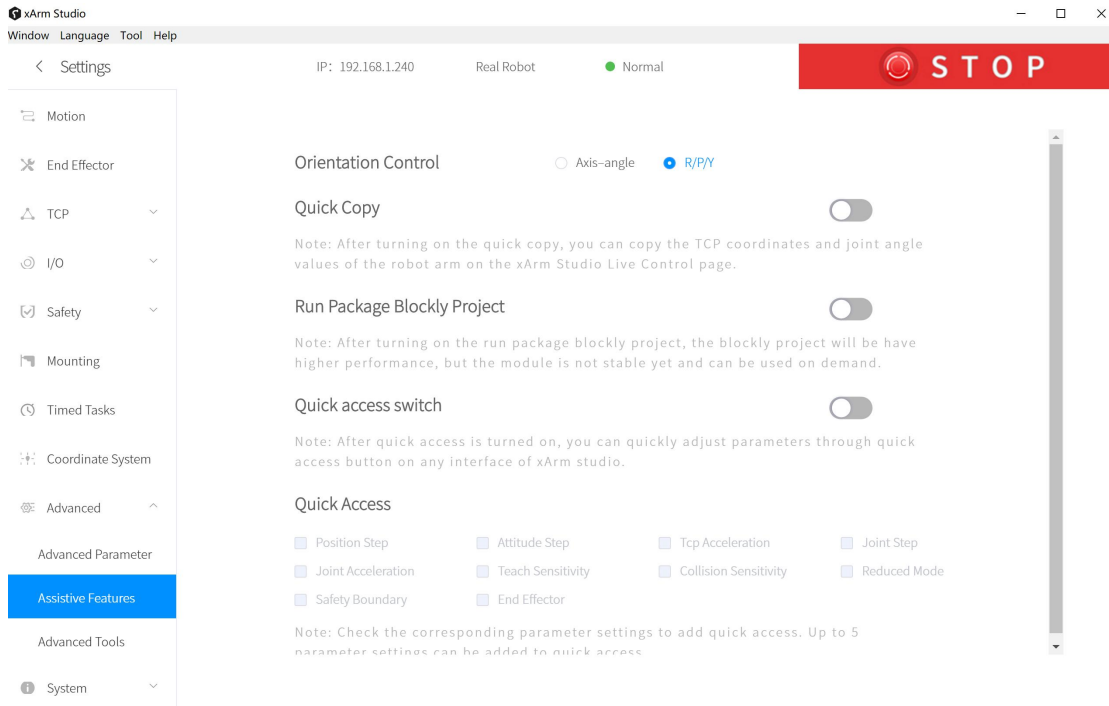 xArm Studio
Window Language Tool Help
Settings
IP: 192.168.1.240 Real Robot Normal
STOP
Motion
End Effector
TCP
I/O
Safety
Mounting
Timed Tasks
Coordinate System
Advanced
Advanced Parameter
Assistive Features
Advanced Tools
System
Orientation Control Axis-angle R/P/Y
Quick Copy
Note: After turning on the quick copy, you can copy the TCP coordinates and joint angle
values of the robot arm on the xArm Studio Live Control page.
Run Package Blockly Project
Note: After turning on the run package blockly project, the blockly project will be have
higher performance, but the module is not stable yet and can be used on demand.
Quick access switch
Note: After quick access is turned on, you can quickly adjust parameters through quick
access button on any interface of xArm studio.
Quick Access
Position Step Attitude Step Tcp Acceleration Joint Step
Joint Acceleration Teach Sensitivity Collision Sensitivity Reduced Mode
Safety Boundary End Effector
Note: Check the corresponding parameter settings to add quick access. Up to 5
parameter settings can be added to quick access